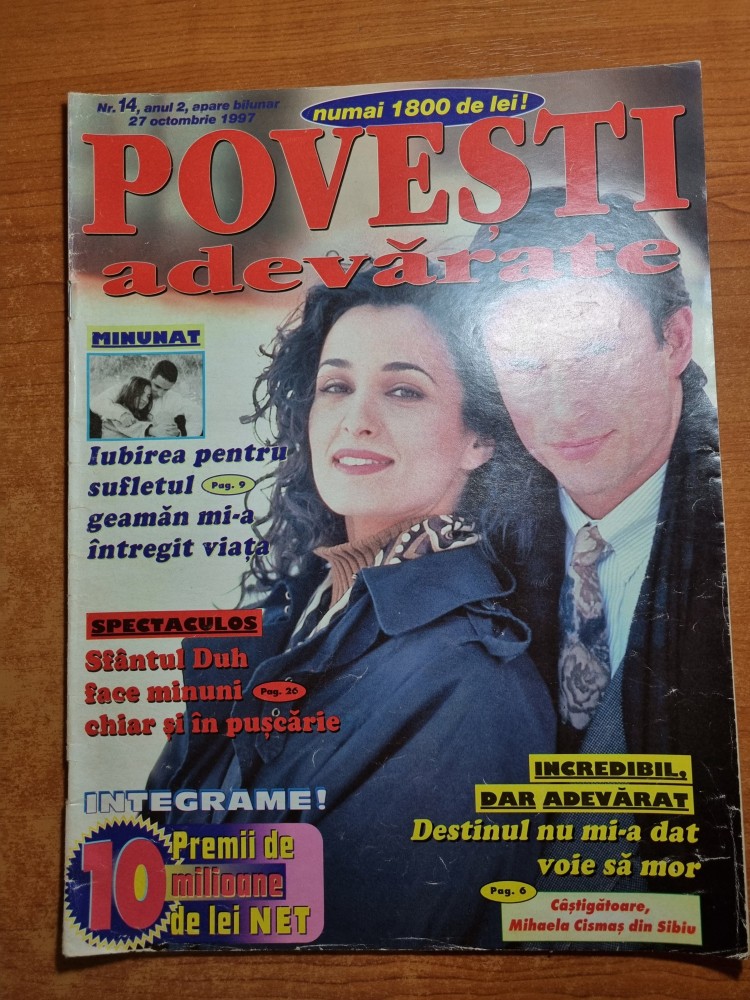 Nr. 14, anul 2, apare bilunar
27 octombrie 1997
numai 1800 de lei!
POVEȘTI
adevărate
MINUNAT
Iubirea pentru
sufletul Pag. 9
geamăn mi-a
întregit viața
SPECTACULOS
Sfântul Duh
face minuni Pag. 26
chiar și în pușcărie
INTEGRAME!
10 Premii de
milioane
de lei NET
INCREDIBIL,
DAR ADEVĂRAT
Destinul nu mi-a dat
voie să mor
Pag. 6
Câștigătoare,
Mihaela Cismaș din Sibiu